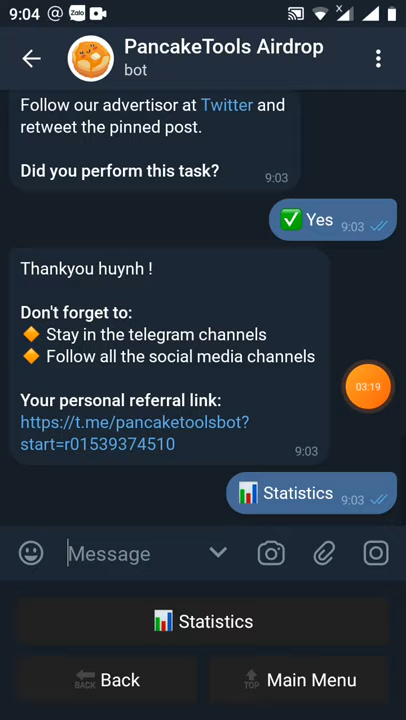 9:04 @ Zalo
PancakeTools Airdrop
bot
Follow our advertisor at Twitter and
retweet the pinned post.
Did you perform this task?
9:03
✅ Yes 9:03
Thankyou huynh !
Don't forget to:
🔶 Stay in the telegram channels
🔶 Follow all the social media channels
Your personal referral link:
https://t.me/pancaketoolsbot?
start=r01539374510
9:03
03:19
📊 Statistics 9:03
Message
📊 Statistics
BACK Back
TOP Main Menu